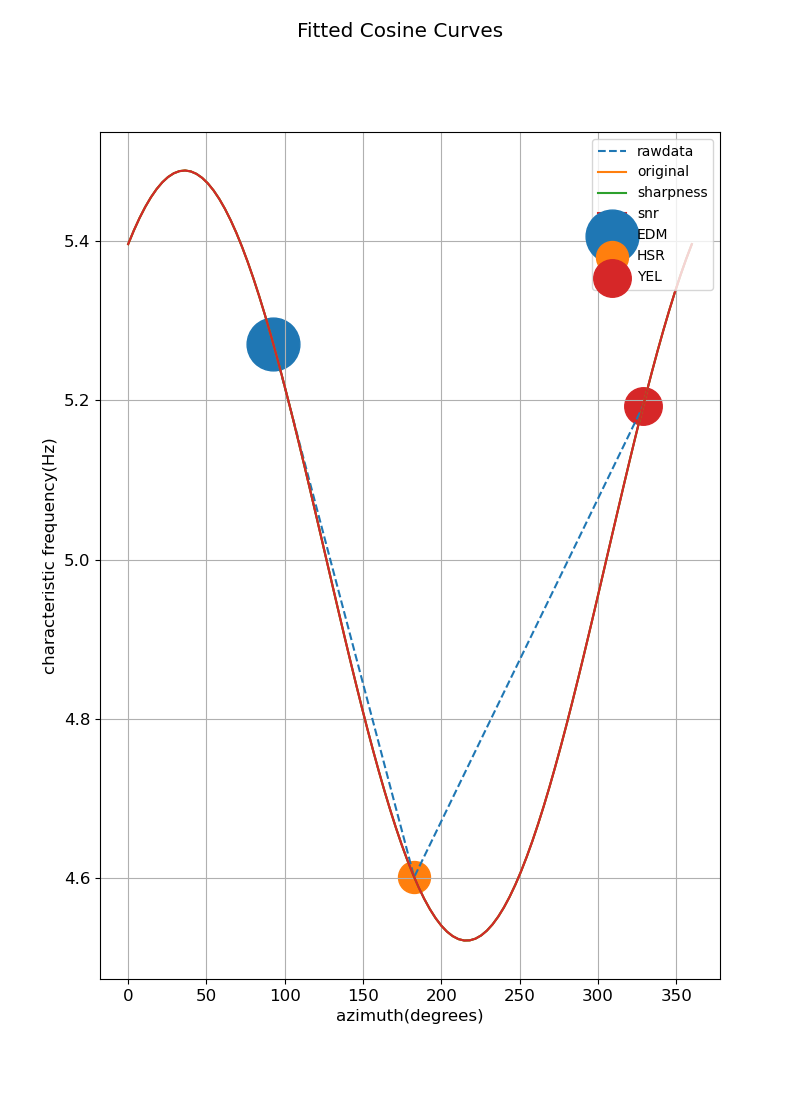 Fitted Cosine Curves
rawdata
original
sharpness
snr
EDM
HSR
YEL
characteristic frequency(Hz)
5.4
5.2
5.0
4.8
4.6
0 50 100 150 200 250 300 350
azimuth(degrees)